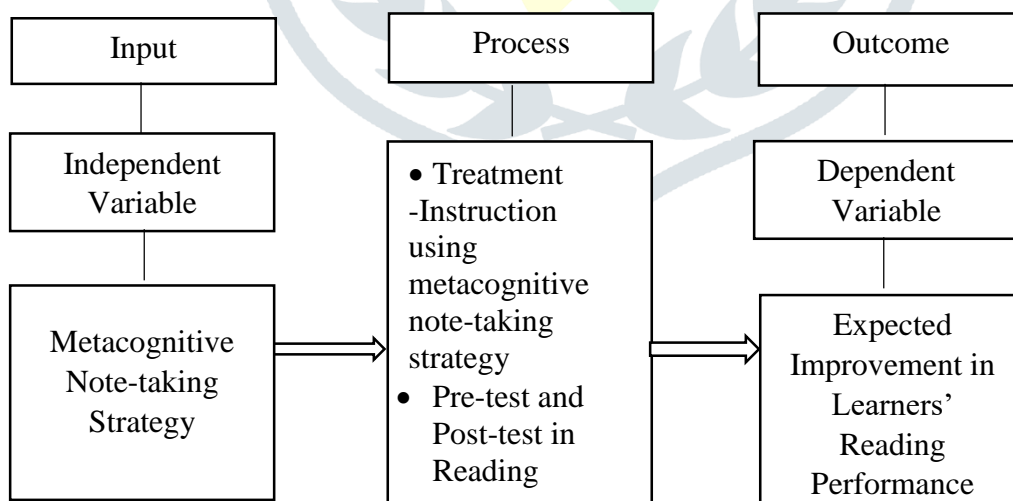 Input
Independent
Variable
Metacognitive
Note-taking
Strategy
Process
• Treatment
-Instruction
using
metacognitive
note-taking
strategy
• Pre-test and
Post-test in
Reading
Outcome
Dependent
Variable
Expected
Improvement in
Learners’
Reading
Performance